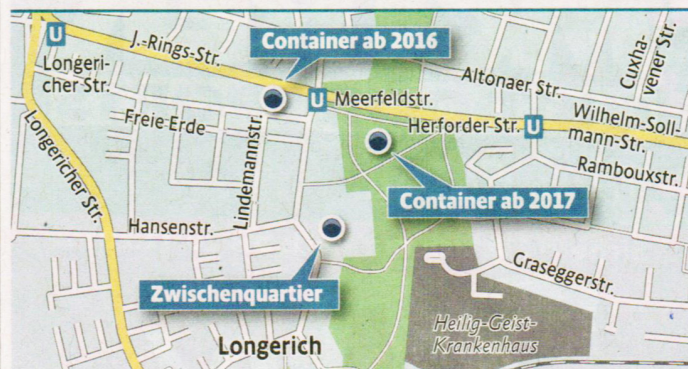 U
Longeri-
cher Str.
J.-Rings-Str.
Container ab 2016
Altonaer Str.
Cuxha-
vener Str.
U
Meerfeldstr.
Freie Erde
Herforder Str.
U
Wilhelm-Soll-
mann-Str.
Longericher Str.
Lindemannstr.
Rambouxstr.
Container ab 2017
Hansenstr.
Graseggerstr.
Zwischenquartier
Heilig-Geist-
Krankenhaus
Longerich